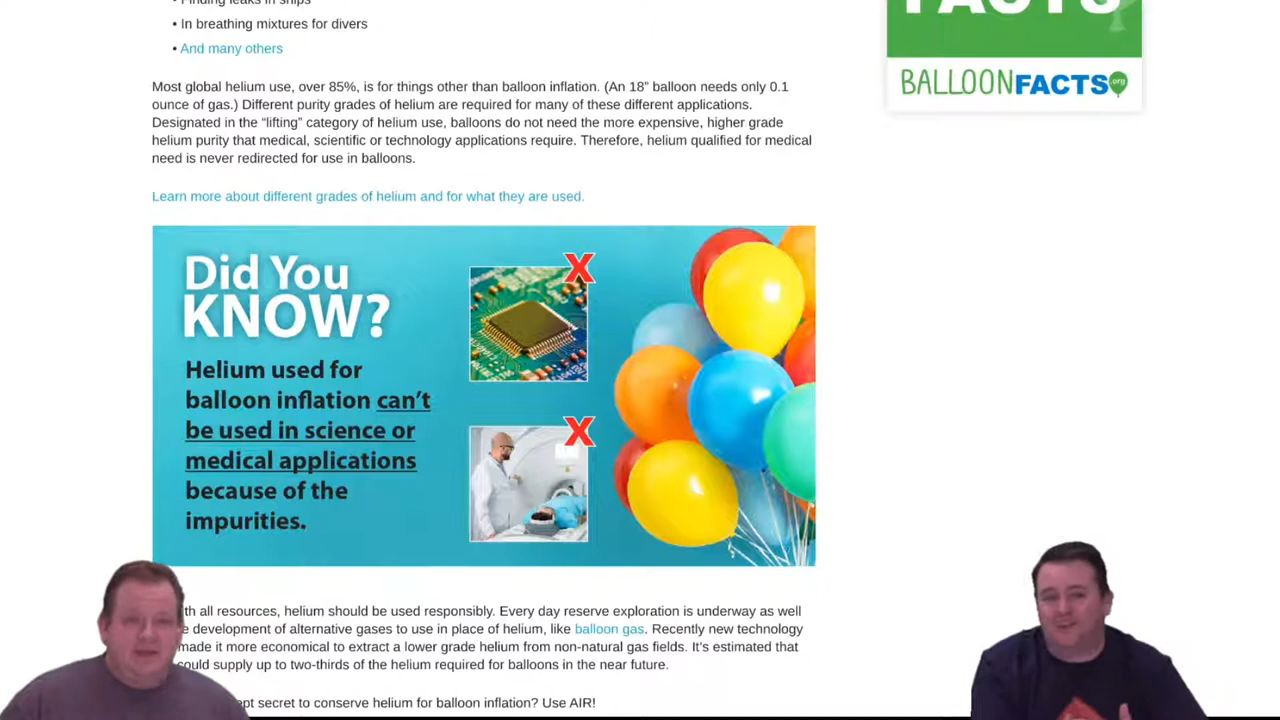 • Finding leaks in ships
• In breathing mixtures for divers
• And many others
FACTS
BALLOONFACTS.org
Most global helium use, over 85%, is for things other than balloon inflation. (An 18” balloon needs only 0.1
ounce of gas.) Different purity grades of helium are required for many of these different applications.
Designated in the “lifting” category of helium use, balloons do not need the more expensive, higher grade
helium purity that medical, scientific or technology applications require. Therefore, helium qualified for medical
need is never redirected for use in balloons.
Learn more about different grades of helium and for what they are used.
Did You
KNOW?
Helium used for
balloon inflation can’t
be used in science or
medical applications
because of the
impurities.
X
X
all resources, helium should be used responsibly. Every day reserve exploration is underway as well
development of alternative gases to use in place of helium, like balloon gas. Recently new technology
made it more economical to extract a lower grade helium from non-natural gas fields. It’s estimated that
could supply up to two-thirds of the helium required for balloons in the near future.
secret to conserve helium for balloon inflation? Use AIR!